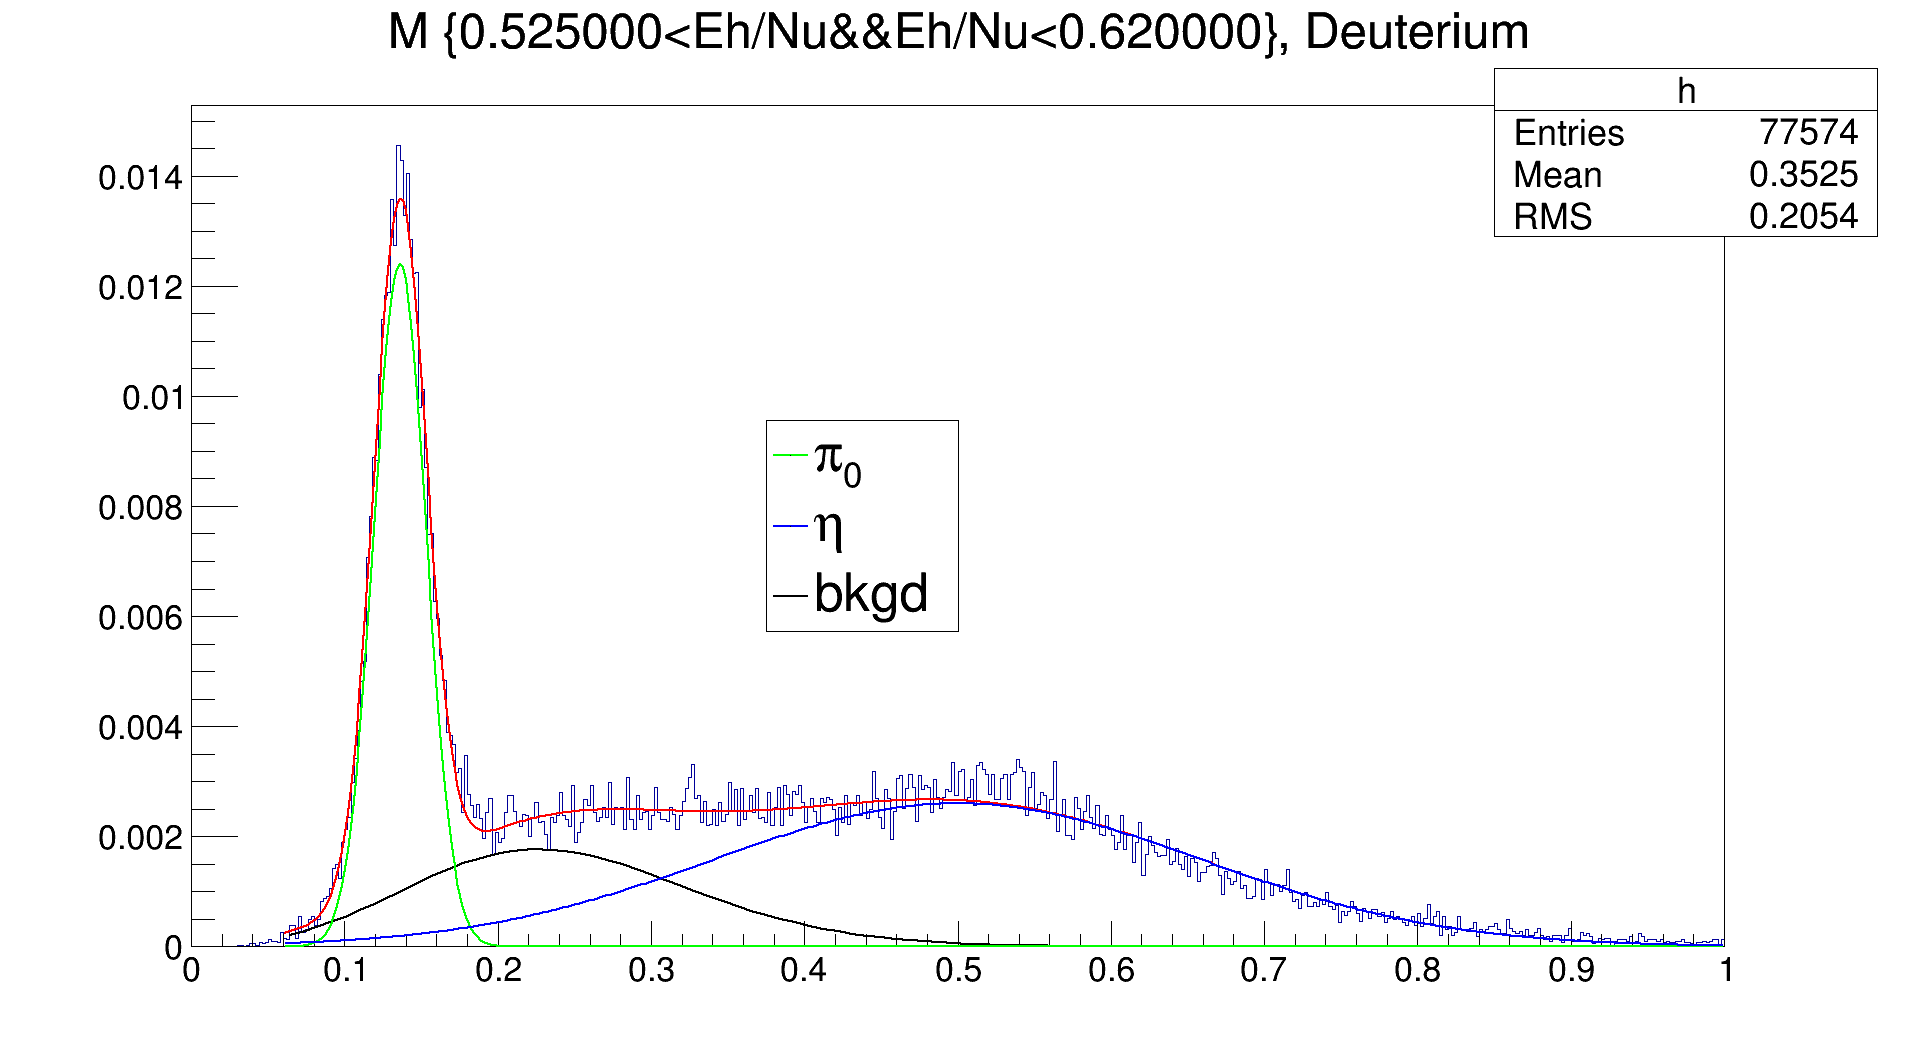 M {0.525000<Eh/Nu&&Eh/Nu<0.620000}, Deuterium
h
Entries 77574
Mean 0.3525
RMS 0.2054
0.014
0.012
0.01
0.008
0.006
0.004
0.002
0
π0
η
bkgd
0 0.1 0.2 0.3 0.4 0.5 0.6 0.7 0.8 0.9 1